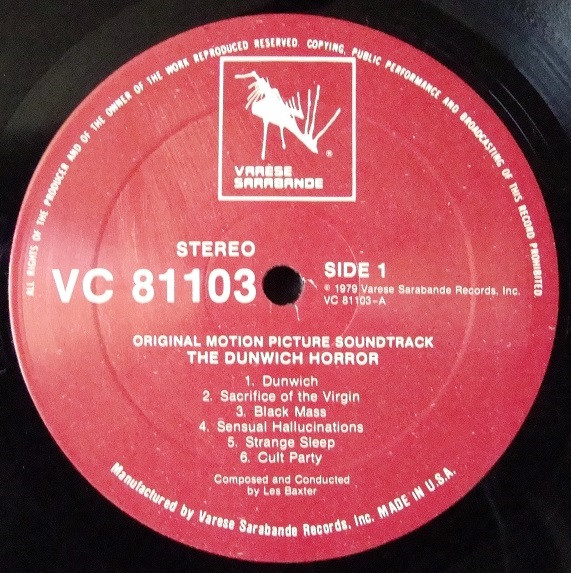 ALL RIGHTS OF THE PRODUCER AND OF THE OWNER OF THE WORK REPRODUCED RESERVED. COPYING, PUBLIC PERFORMANCE AND BROADCASTING OF THIS RECORD PROHIBITED.
VARÈSE
SARABANDE
®
STEREO
VC 81103
SIDE 1
℗ 1979 Varese Sarabande Records, Inc.
VC 81103-A
ORIGINAL MOTION PICTURE SOUNDTRACK
THE DUNWICH HORROR
1. Dunwich
2. Sacrifice of the Virgin
3. Black Mass
4. Sensual Hallucinations
5. Strange Sleep
6. Cult Party
Composed and Conducted
by Les Baxter
Manufactured by Varese Sarabande Records, Inc. MADE IN U.S.A.